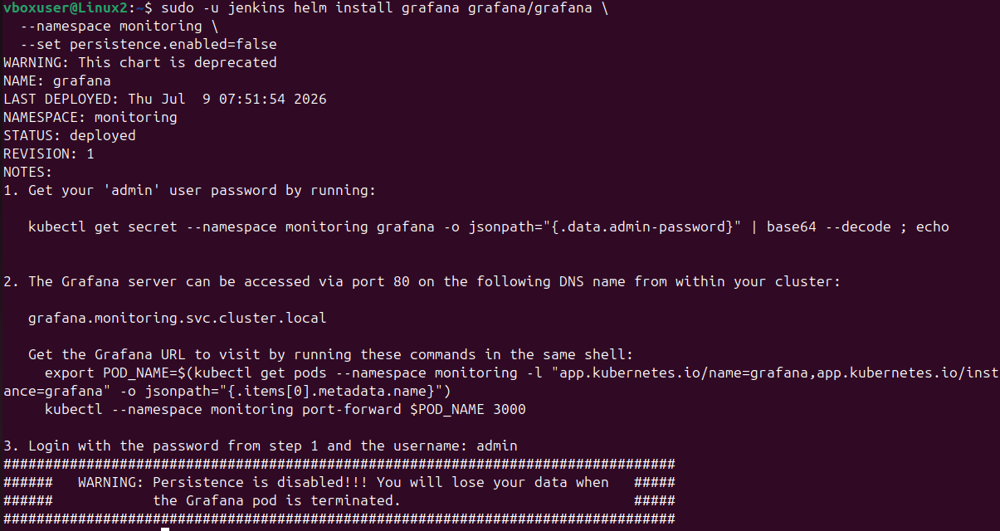 vboxuser@Linux2:~$ sudo -u jenkins helm install grafana grafana/grafana \
  --namespace monitoring \
  --set persistence.enabled=false
WARNING: This chart is deprecated
NAME: grafana
LAST DEPLOYED: Thu Jul  9 07:51:54 2026
NAMESPACE: monitoring
STATUS: deployed
REVISION: 1
NOTES:
1. Get your 'admin' user password by running:

   kubectl get secret --namespace monitoring grafana -o jsonpath="{.data.admin-password}" | base64 --decode ; echo


2. The Grafana server can be accessed via port 80 on the following DNS name from within your cluster:

   grafana.monitoring.svc.cluster.local

   Get the Grafana URL to visit by running these commands in the same shell:
     export POD_NAME=$(kubectl get pods --namespace monitoring -l "app.kubernetes.io/name=grafana,app.kubernetes.io/inst
ance=grafana" -o jsonpath="{.items[0].metadata.name}")
     kubectl --namespace monitoring port-forward $POD_NAME 3000

3. Login with the password from step 1 and the username: admin
#################################################################################
######   WARNING: Persistence is disabled!!! You will lose your data when   #####
######            the Grafana pod is terminated.                            #####
#################################################################################